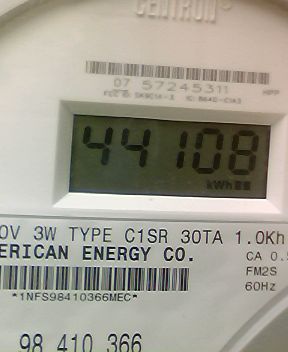 CENTRON®
07 57245311
44108
kWh
0V 3W TYPE C1SR 30TA 1.0Kh
ERICAN ENERGY CO.
CA 0.5
FM2S
*1NFS98410366MEC*
60Hz
98 410 366